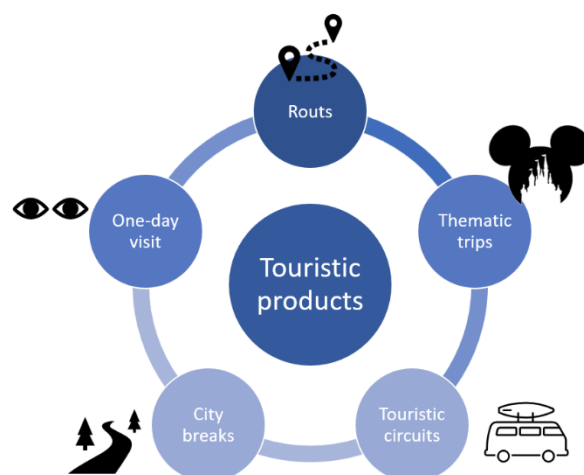 Routs
One-day
visit
Thematic
trips
Touristic
products
City
breaks
Touristic
circuits